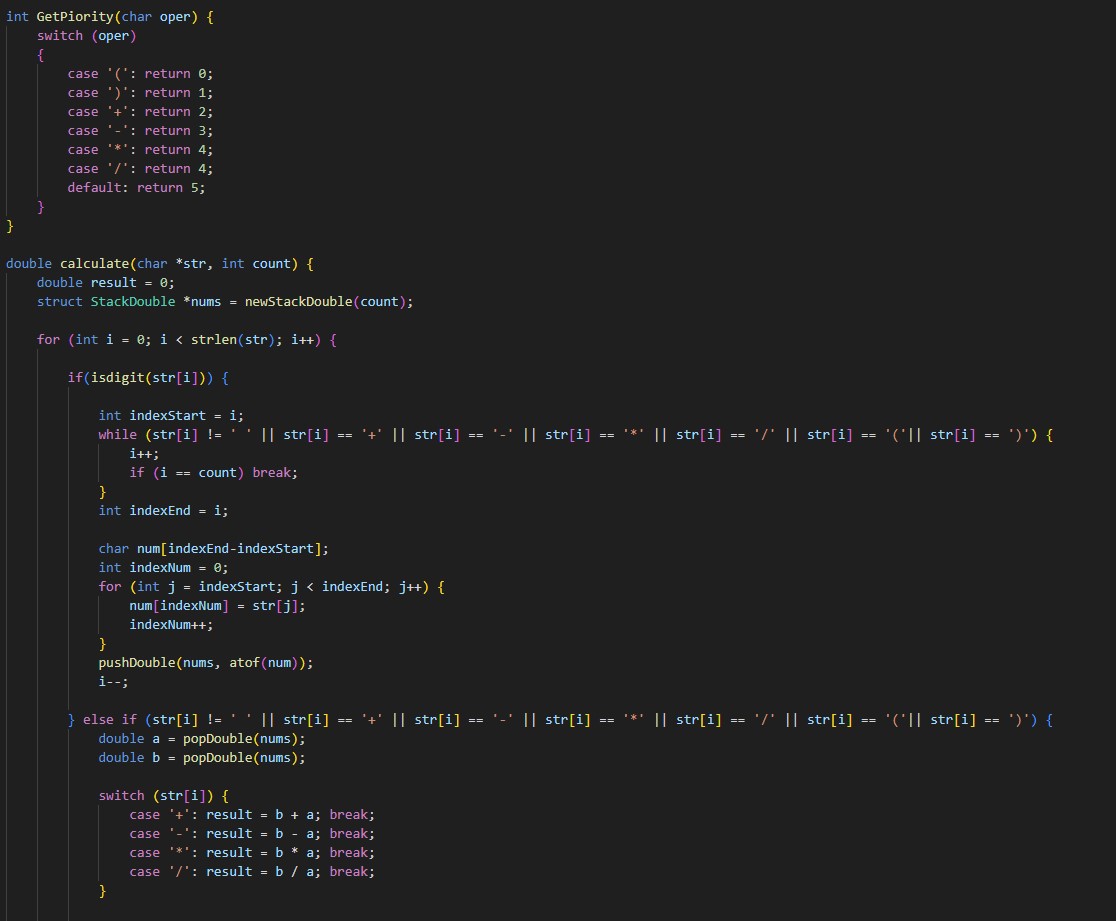 int GetPiority(char oper) {
    switch (oper)
    {
        case '(': return 0;
        case ')': return 1;
        case '+': return 2;
        case '-': return 3;
        case '*': return 4;
        case '/': return 4;
        default: return 5;
    }
}

double calculate(char *str, int count) {
    double result = 0;
    struct StackDouble *nums = newStackDouble(count);

    for (int i = 0; i < strlen(str); i++) {

        if(isdigit(str[i])) {

            int indexStart = i;
            while (str[i] != ' ' || str[i] == '+' || str[i] == '-' || str[i] == '*' || str[i] == '/' || str[i] == '('|| str[i] == ')') {
                i++;
                if (i == count) break;
            }
            int indexEnd = i;

            char num[indexEnd-indexStart];
            int indexNum = 0;
            for (int j = indexStart; j < indexEnd; j++) {
                num[indexNum] = str[j];
                indexNum++;
            }
            pushDouble(nums, atof(num));
            i--;

        } else if (str[i] != ' ' || str[i] == '+' || str[i] == '-' || str[i] == '*' || str[i] == '/' || str[i] == '('|| str[i] == ')') {
            double a = popDouble(nums);
            double b = popDouble(nums);

            switch (str[i]) {
                case '+': result = b + a; break;
                case '-': result = b - a; break;
                case '*': result = b * a; break;
                case '/': result = b / a; break;
            }